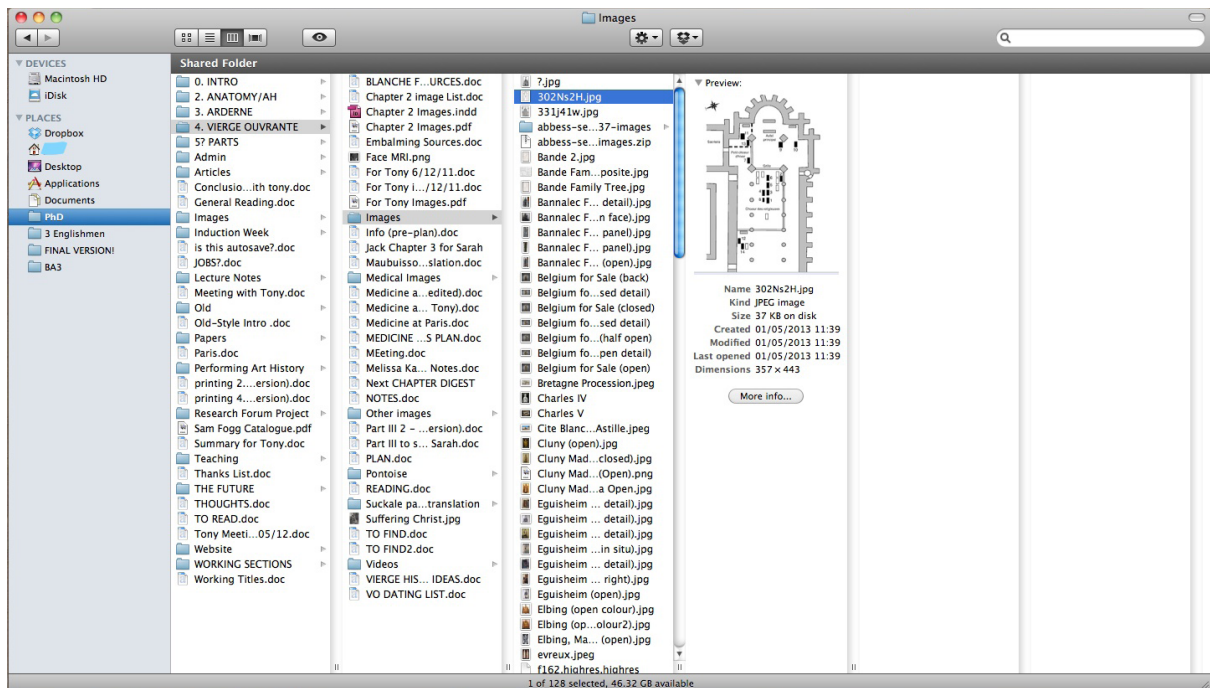 Images
Shared Folder
DEVICES
Macintosh HD
iDisk
PLACES
Dropbox
Desktop
Applications
Documents
PhD
3 Englishmen
FINAL VERSION!
BA3
0. INTRO
2. ANATOMY/AH
3. ARDERNE
4. VIERGE OUVRANTE
5? PARTS
Admin
Articles
Conclusio...ith tony.doc
General Reading.doc
Images
Induction Week
is this autosave?.doc
JOBS?.doc
Lecture Notes
Meeting with Tony.doc
Old
Old-Style Intro .doc
Papers
Paris.doc
Performing Art History
printing 2....ersion).doc
printing 4....ersion).doc
Research Forum Project
Sam Fogg Catalogue.pdf
Summary for Tony.doc
Teaching
Thanks List.doc
THE FUTURE
THOUGHTS.doc
TO READ.doc
Tony Meeti...05/12.doc
Website
WORKING SECTIONS
Working Titles.doc
BLANCHE F...URCES.doc
Chapter 2 image List.doc
Chapter 2 Images.indd
Chapter 2 Images.pdf
Embalming Sources.doc
Face MRI.png
For Tony 6/12/11.doc
For Tony i.../12/11.doc
For Tony Images.pdf
Images
Info (pre-plan).doc
Jack Chapter 3 for Sarah
Maubuisso...slation.doc
Medical Images
Medicine a...edited).doc
Medicine a... Tony).doc
Medicine at Paris.doc
MEDICINE ...S PLAN.doc
MEeting.doc
Melissa Ka... Notes.doc
Next CHAPTER DIGEST
NOTES.doc
Other images
Part III 2 - ...ersion).doc
Part III to s... Sarah.doc
PLAN.doc
Pontoise
READING.doc
Suckale pa...translation
Suffering Christ.jpg
TO FIND.doc
TO FIND2.doc
Videos
VIERGE HIS... IDEAS.doc
VO DATING LIST.doc
?.jpg
302Ns2H.jpg
331j41w.jpg
abbess-se...37-images
abbess-se...images.zip
Bande 2.jpg
Bande Fam...posite.jpg
Bande Family Tree.jpg
Bannalec F... detail).jpg
Bannalec F...n face).jpg
Bannalec F... panel).jpg
Bannalec F... panel).jpg
Bannalec F... (open).jpg
Belgium for Sale (back)
Belgium fo...sed detail)
Belgium for Sale (closed)
Belgium fo...sed detail)
Belgium fo...(half open)
Belgium fo...pen detail)
Belgium for Sale (open)
Bretagne Procession.jpeg
Charles IV
Charles V
Cite Blanc...Astille.jpeg
Cluny (open).jpg
Cluny Mad...closed).jpg
Cluny Mad...(Open).png
Cluny Mad...a Open.jpg
Eguisheim ... detail).jpg
Eguisheim ... detail).jpg
Eguisheim ... detail).jpg
Eguisheim ...in situ).jpg
Eguisheim ... detail).jpg
Eguisheim ... right).jpg
Eguisheim (open).jpg
Elbing (open colour).jpg
Elbing (op...olour2).jpg
Elbing, Ma... (open).jpg
evreux.jpeg
f162.highres.highres
Preview:
Name 302Ns2H.jpg
Kind JPEG image
Size 37 KB on disk
Created 01/05/2013 11:39
Modified 01/05/2013 11:39
Last opened 01/05/2013 11:39
Dimensions 357 × 443
More info...
1 of 128 selected, 46.32 GB available